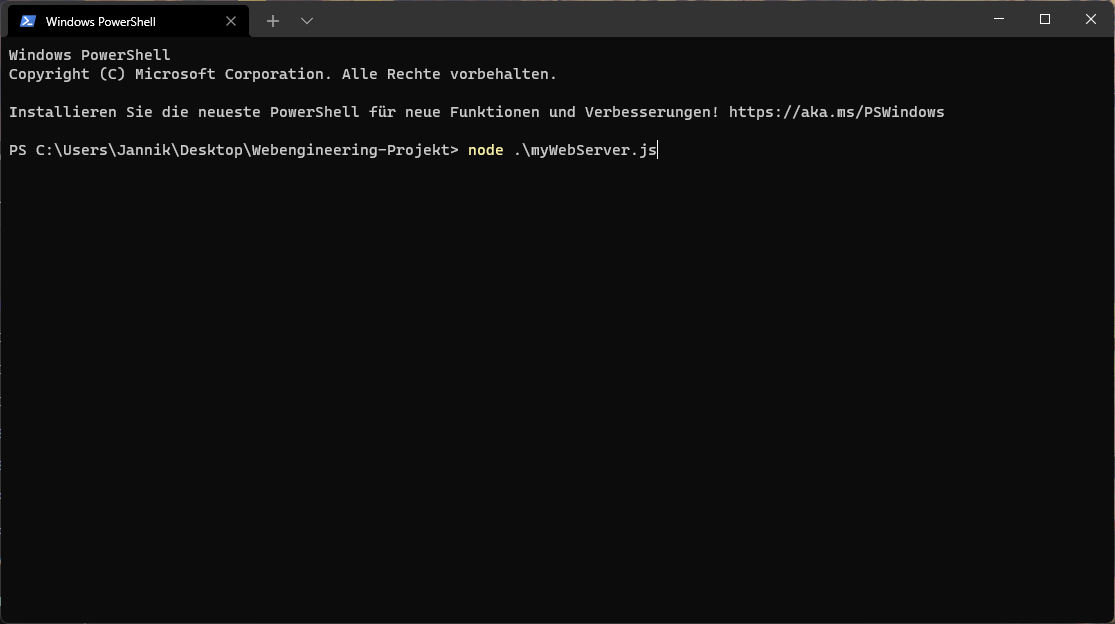 Windows PowerShell
Windows PowerShell
Copyright (C) Microsoft Corporation. Alle Rechte vorbehalten.
Installieren Sie die neueste PowerShell für neue Funktionen und Verbesserungen! https://aka.ms/PSWindows
PS C:\Users\Jannik\Desktop\Webengineering-Projekt> node .\myWebServer.js